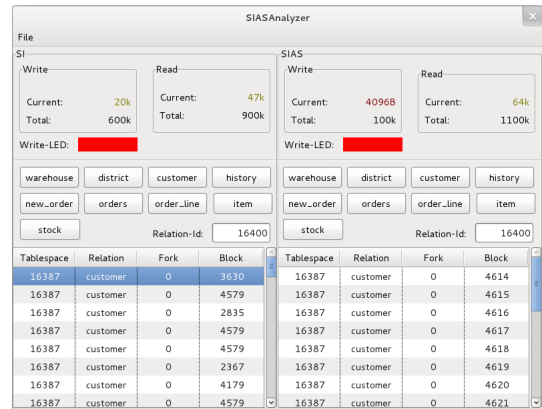 SIASAnalyzer
File
SI
Write
Read
Current: 20k
Current: 47k
Total: 600k
Total: 900k
Write-LED:
warehouse district customer history
new_order orders order_line item
stock Relation-Id: 16400
Tablespace Relation Fork Block
16387 customer 0 3630
16387 customer 0 4579
16387 customer 0 2835
16387 customer 0 4579
16387 customer 0 4579
16387 customer 0 2367
16387 customer 0 4179
16387 customer 0 4579
SIAS
Write
Read
Current: 4096B
Current: 64k
Total: 100k
Total: 1100k
Write-LED:
warehouse district customer history
new_order orders order_line item
stock Relation-Id: 16400
Tablespace Relation Fork Block
16387 customer 0 4614
16387 customer 0 4615
16387 customer 0 4616
16387 customer 0 4617
16387 customer 0 4618
16387 customer 0 4619
16387 customer 0 4620
16387 customer 0 4621